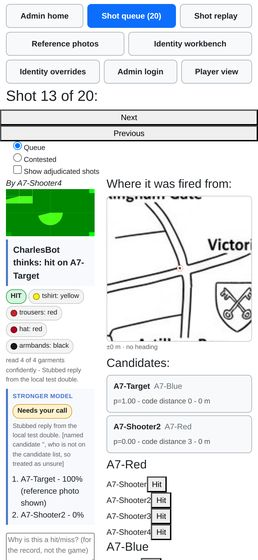 Admin home
Shot queue (20)
Shot replay
Reference photos
Identity workbench
Identity overrides
Admin login
Player view
Shot 13 of 20:
Next
Previous
Queue
Contested
Show adjudicated shots
By A7-Shooter4
CharlesBot
thinks: hit on A7-
Target
HIT
tshirt: yellow
trousers: red
hat: red
armbands: black
read 4 of 4 garments
confidently - Stubbed reply
from the local test double.
STRONGER MODEL
Needs your call
Stubbed reply from the
local test double. [named
candidate '', who is not on
the candidate list, so
treated as unsure]
1. A7-Target - 100%
(reference photo
shown)
2. A7-Shooter2 - 0%
Why is this a hit/miss? (for
the record, not the game)
Where it was fired from:
Victori
±0 m · no heading
Candidates:
A7-Target A7-Blue
p=1.00 - code distance 0 - 0 m
A7-Shooter2 A7-Red
p=0.00 - code distance 3 - 0 m
A7-Red
A7-Shooter Hit
A7-Shooter2 Hit
A7-Shooter3 Hit
A7-Shooter4 Hit
A7-Blue